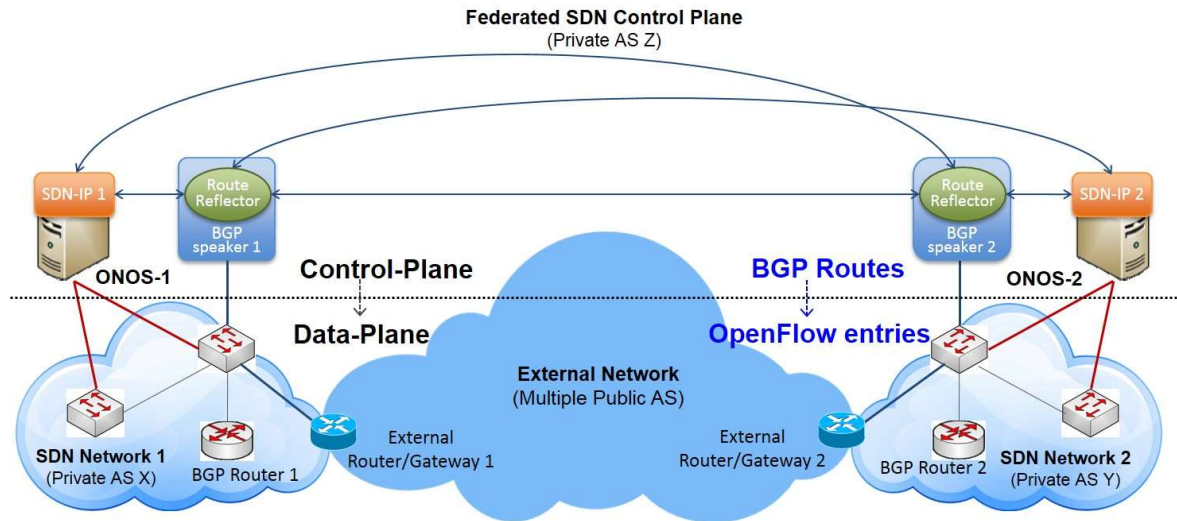 Federated SDN Control Plane
(Private AS Z)
SDN-IP 1
Route
Reflector
BGP
speaker 1
Route
Reflector
BGP
speaker 2
SDN-IP 2
ONOS-1
Control-Plane
Data-Plane
BGP Routes
OpenFlow entries
ONOS-2
External Network
(Multiple Public AS)
SDN Network 1
(Private AS X)
BGP Router 1
External
Router/Gateway 1
External
Router/Gateway 2
BGP Router 2
SDN Network 2
(Private AS Y)